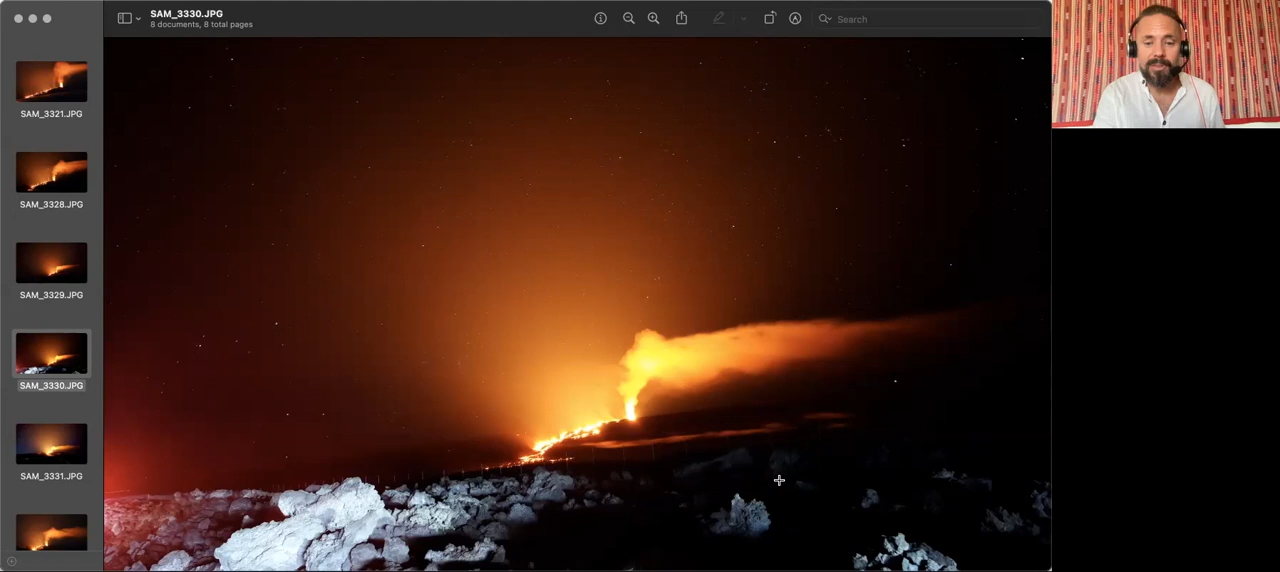 SAM_3330.JPG
8 documents, 8 total pages
Search
SAM_3321.JPG
SAM_3328.JPG
SAM_3329.JPG
SAM_3330.JPG
SAM_3331.JPG